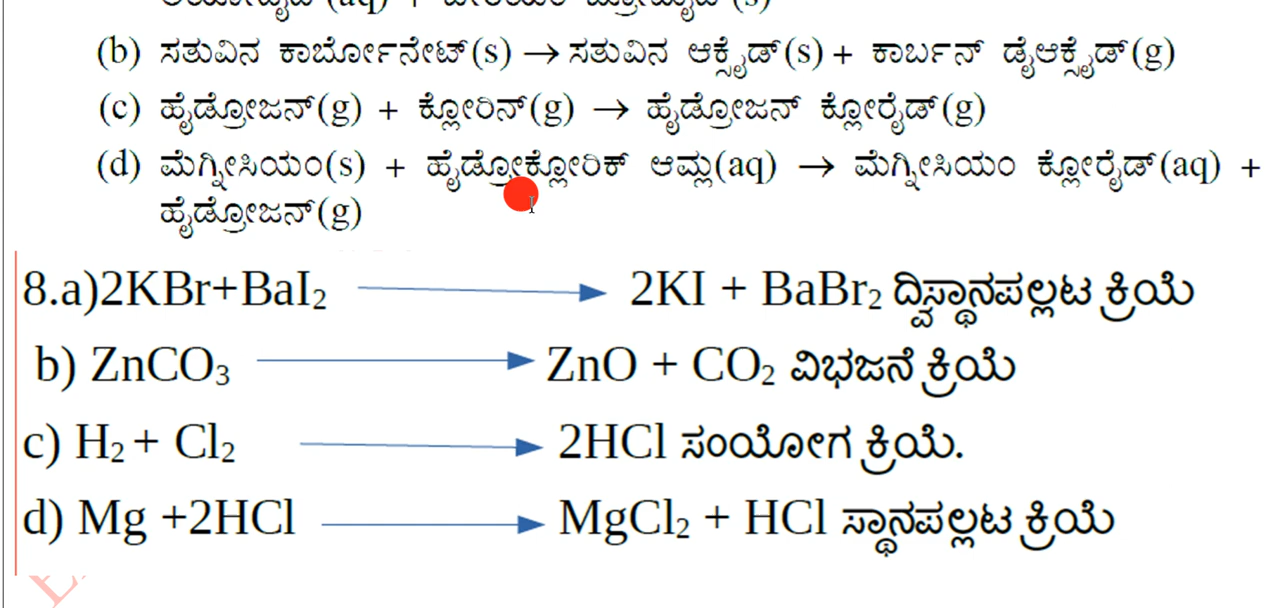 (b) ಸತುವಿನ ಕಾರ್ಬೋನೇಟ್(s) → ಸತುವಿನ ಆಕ್ಸೈಡ್(s) + ಕಾರ್ಬನ್ ಡೈಆಕ್ಸೈಡ್(g)
(c) ಹೈಡ್ರೋಜನ್(g) + ಕ್ಲೋರಿನ್(g) → ಹೈಡ್ರೋಜನ್ ಕ್ಲೋರೈಡ್(g)
(d) ಮೆಗ್ನೀಸಿಯಂ(s) + ಹೈಡ್ರೋಕ್ಲೋರಿಕ್ ಆಮ್ಲ(aq) → ಮೆಗ್ನೀಸಿಯಂ ಕ್ಲೋರೈಡ್(aq) +
ಹೈಡ್ರೋಜನ್(g)
8.a)2KBr+BaI₂ → 2KI + BaBr₂ ದ್ವಿಸ್ಥಾನಪಲ್ಲಟ ಕ್ರಿಯೆ
b) ZnCO₃ → ZnO + CO₂ ವಿಭಜನೆ ಕ್ರಿಯೆ
c) H₂ + Cl₂ → 2HCl ಸಂಯೋಗ ಕ್ರಿಯೆ.
d) Mg +2HCl → MgCl₂ + HCl ಸ್ಥಾನಪಲ್ಲಟ ಕ್ರಿಯೆ